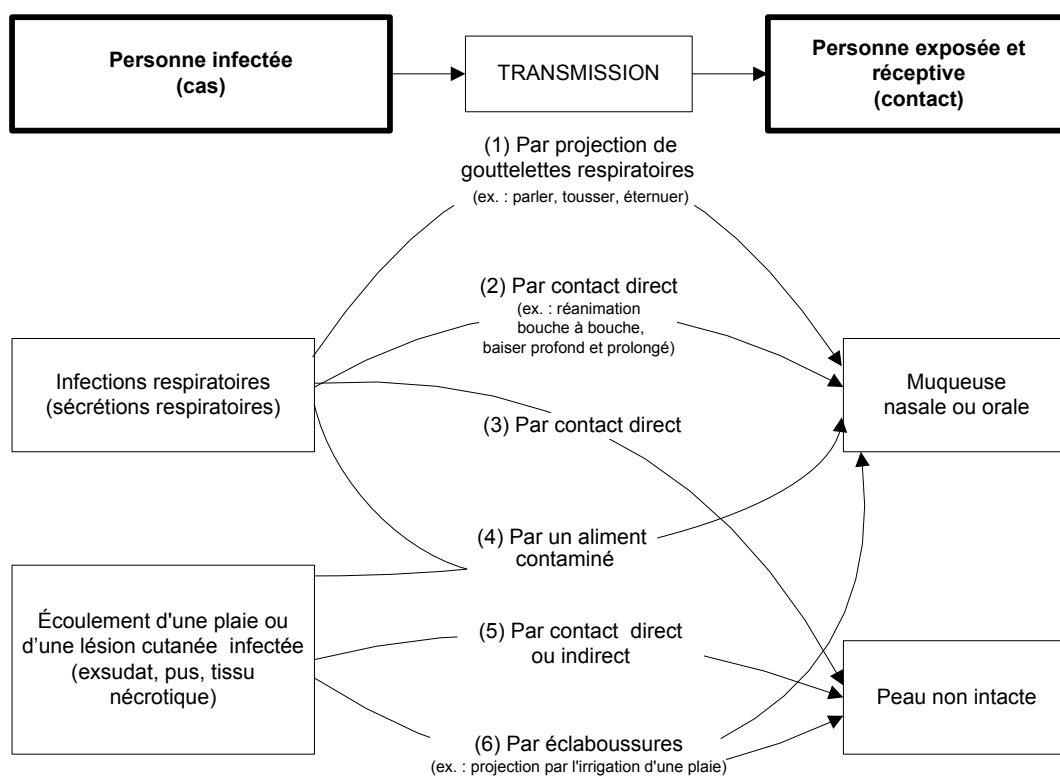 Personne infectée
(cas)
TRANSMISSION
Personne exposée et
réceptive
(contact)
(1) Par projection de
gouttelettes respiratoires
(ex. : parler, tousser, éternuer)
(2) Par contact direct
(ex. : réanimation
bouche à bouche,
baiser profond et prolongé)
Infections respiratoires
(sécrétions respiratoires)
Muqueuse
nasale ou orale
(3) Par contact direct
(4) Par un aliment
contaminé
Écoulement d'une plaie ou
d’une lésion cutanée infectée
(exsudat, pus, tissu
nécrotique)
(5) Par contact direct
ou indirect
Peau non intacte
(6) Par éclaboussures
(ex. : projection par l'irrigation d'une plaie)